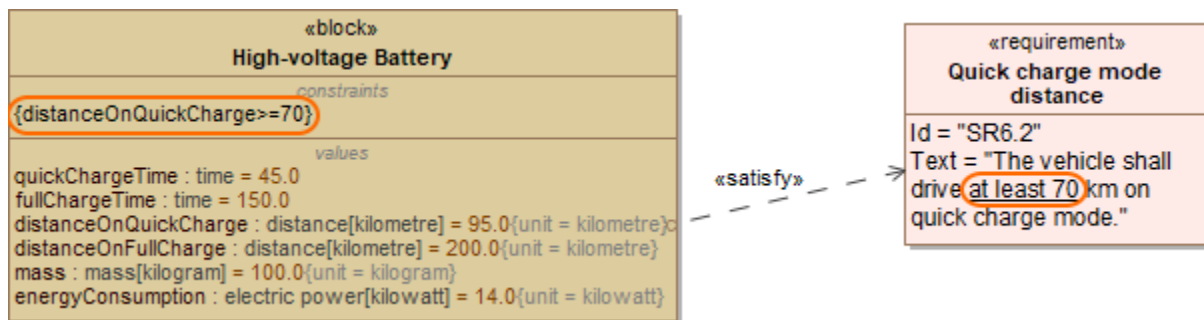 «block»
High-voltage Battery
constraints
{distanceOnQuickCharge>=70}
values
quickChargeTime : time = 45.0
fullChargeTime : time = 150.0
distanceOnQuickCharge : distance[kilometre] = 95.0{unit = kilometre}
distanceOnFullCharge : distance[kilometre] = 200.0{unit = kilometre}
mass : mass[kilogram] = 100.0{unit = kilogram}
energyConsumption : electric power[kilowatt] = 14.0{unit = kilowatt}
«satisfy»
«requirement»
Quick charge mode
distance
Id = "SR6.2"
Text = "The vehicle shall
drive at least 70 km on
quick charge mode."